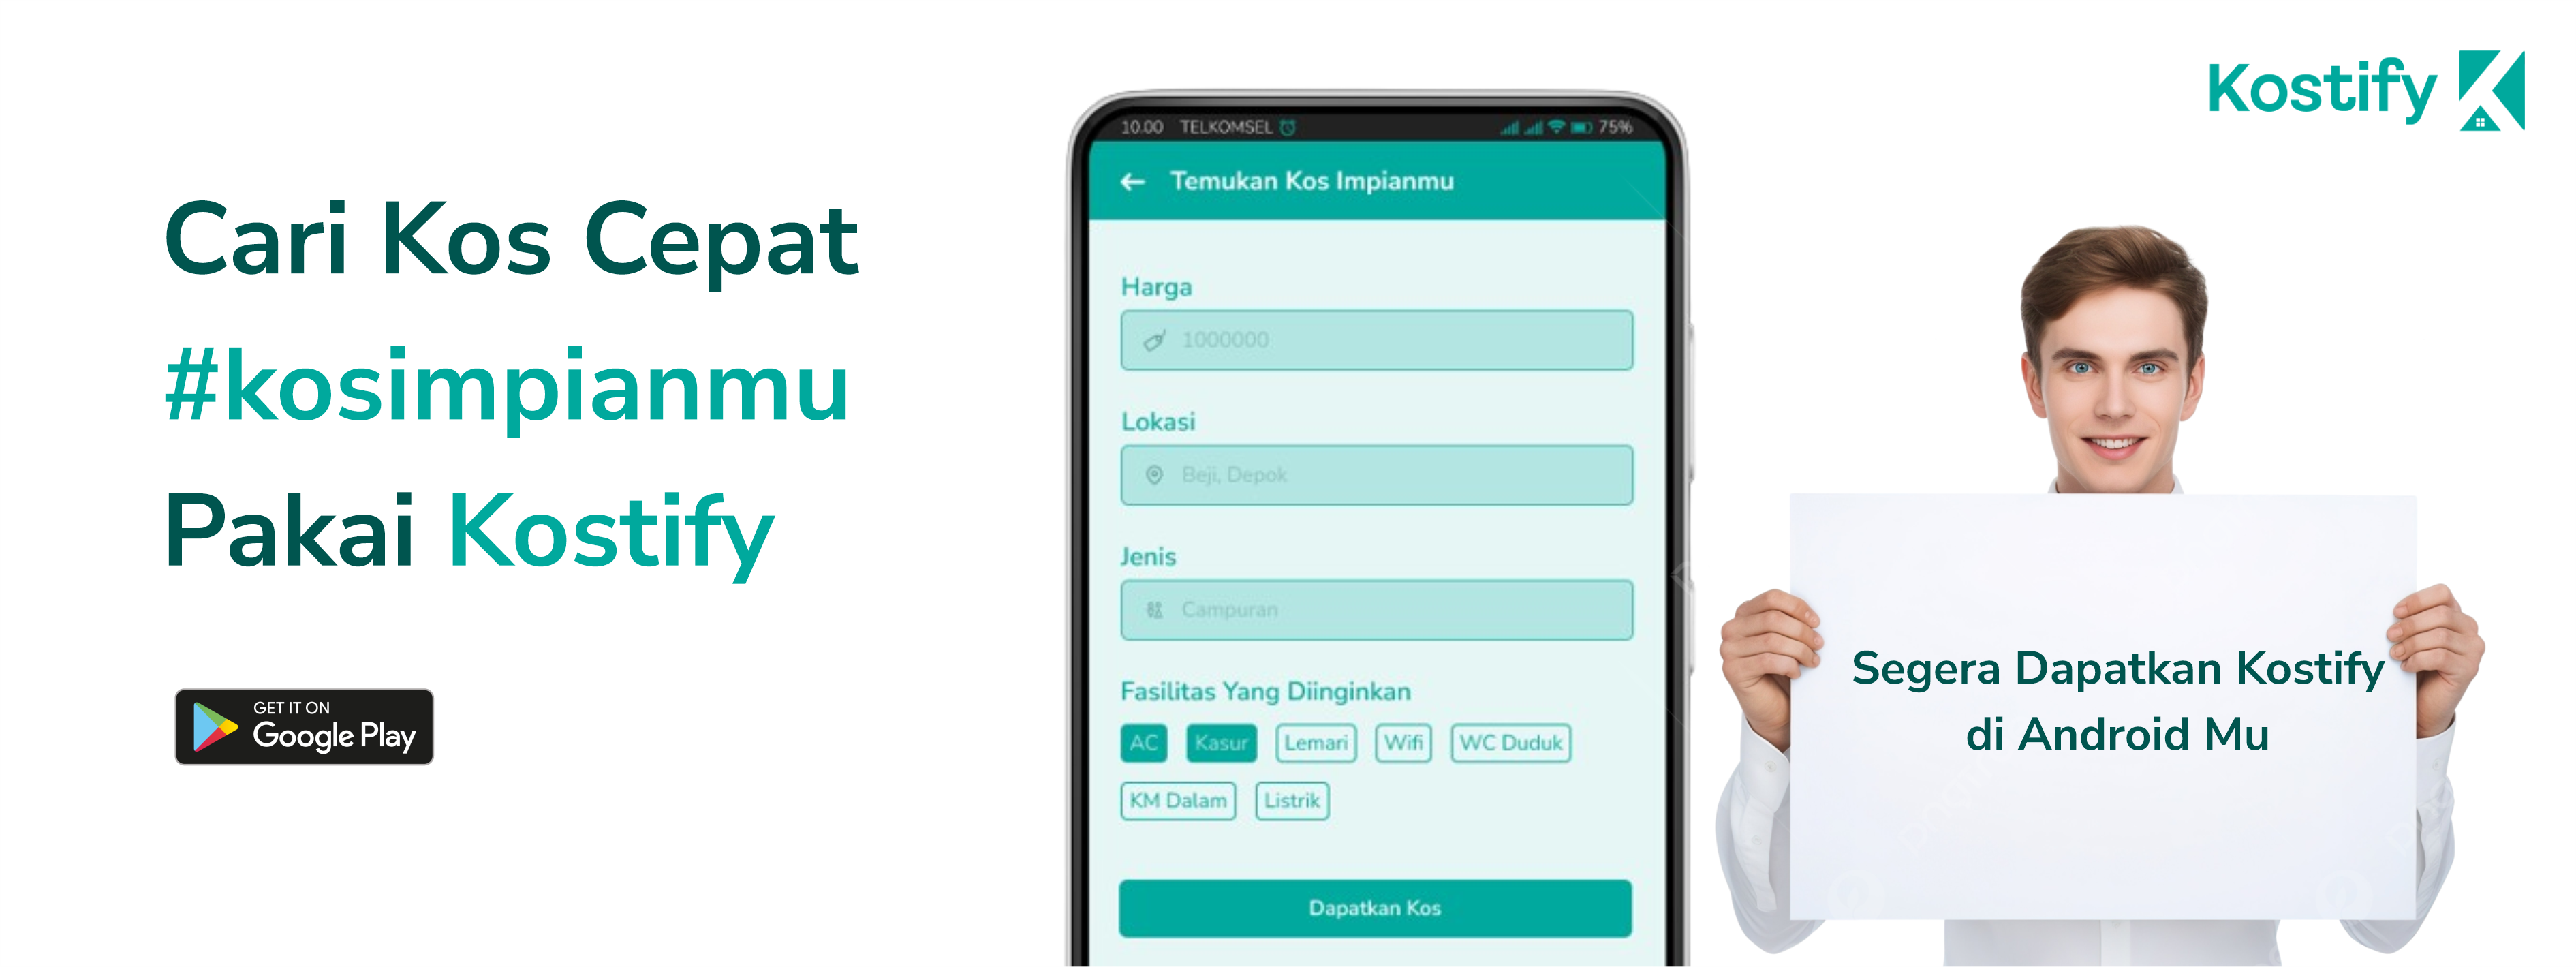 Cari Kos Cepat
#kosimpianmu
Pakai Kostify
GET IT ON
Google Play
10.00 TELKOMSEL 75%
Temukan Kos Impianmu
Harga
1000000
Lokasi
Beji, Depok
Jenis
Campuran
Fasilitas Yang Diinginkan
AC Kasur Lemari Wifi WC Duduk
KM Dalam Listrik
Dapatkan Kos
Kostify
Segera Dapatkan Kostify
di Android Mu